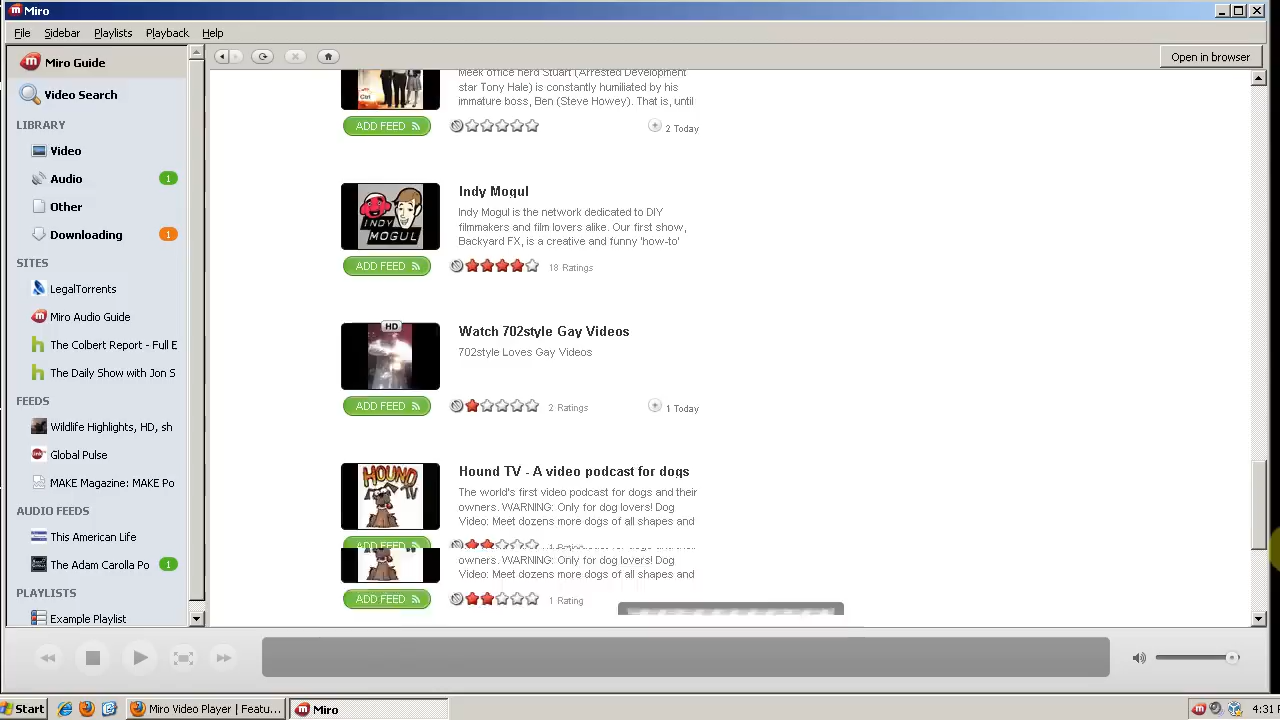 Miro
File Sidebar Playlists Playback Help
Miro Guide
Open in browser
Video Search
LIBRARY
Video
Audio 1
Other
Downloading 1
SITES
LegalTorrents
Miro Audio Guide
The Colbert Report - Full E
The Daily Show with Jon S
FEEDS
Wildlife Highlights, HD, sh
Global Pulse
MAKE Magazine: MAKE Po
AUDIO FEEDS
This American Life
The Adam Carolla Po 1
PLAYLISTS
Example Playlist
Meek office nerd Stuart (Arrested Development
star Tony Hale) is constantly humiliated by his
immature boss, Ben (Steve Howey). That is, until
ADD FEED 2 Today
Indy Mogul
INDY
MOGUL
Indy Mogul is the network dedicated to DIY
filmmakers and film lovers alike. Our first show,
Backyard FX, is a creative and funny 'how-to'
ADD FEED 18 Ratings
HD
Watch 702style Gay Videos
702style Loves Gay Videos
ADD FEED 2 Ratings 1 Today
HOUND
TV
Hound TV - A video podcast for dogs
The world's first video podcast for dogs and their
owners. WARNING: Only for dog lovers! Dog
Video: Meet dozens more dogs of all shapes and
ADD FEED
owners. WARNING: Only for dog lovers! Dog
Video: Meet dozens more dogs of all shapes and
ADD FEED 1 Rating
Start Miro Video Player | Featu... Miro 4:31 P